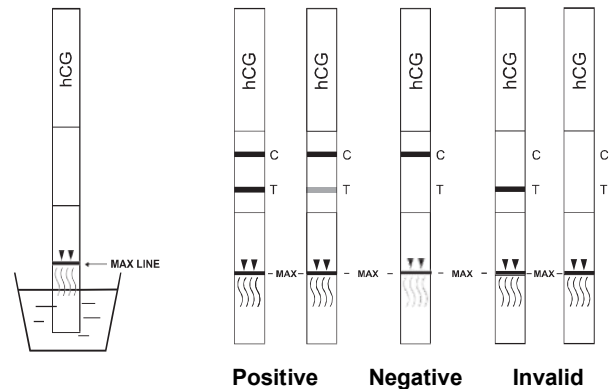 hCG
MAX LINE
hCG hCG hCG hCG hCG
C C C C C
T T T T T
MAX MAX MAX MAX
Positive Negative Invalid